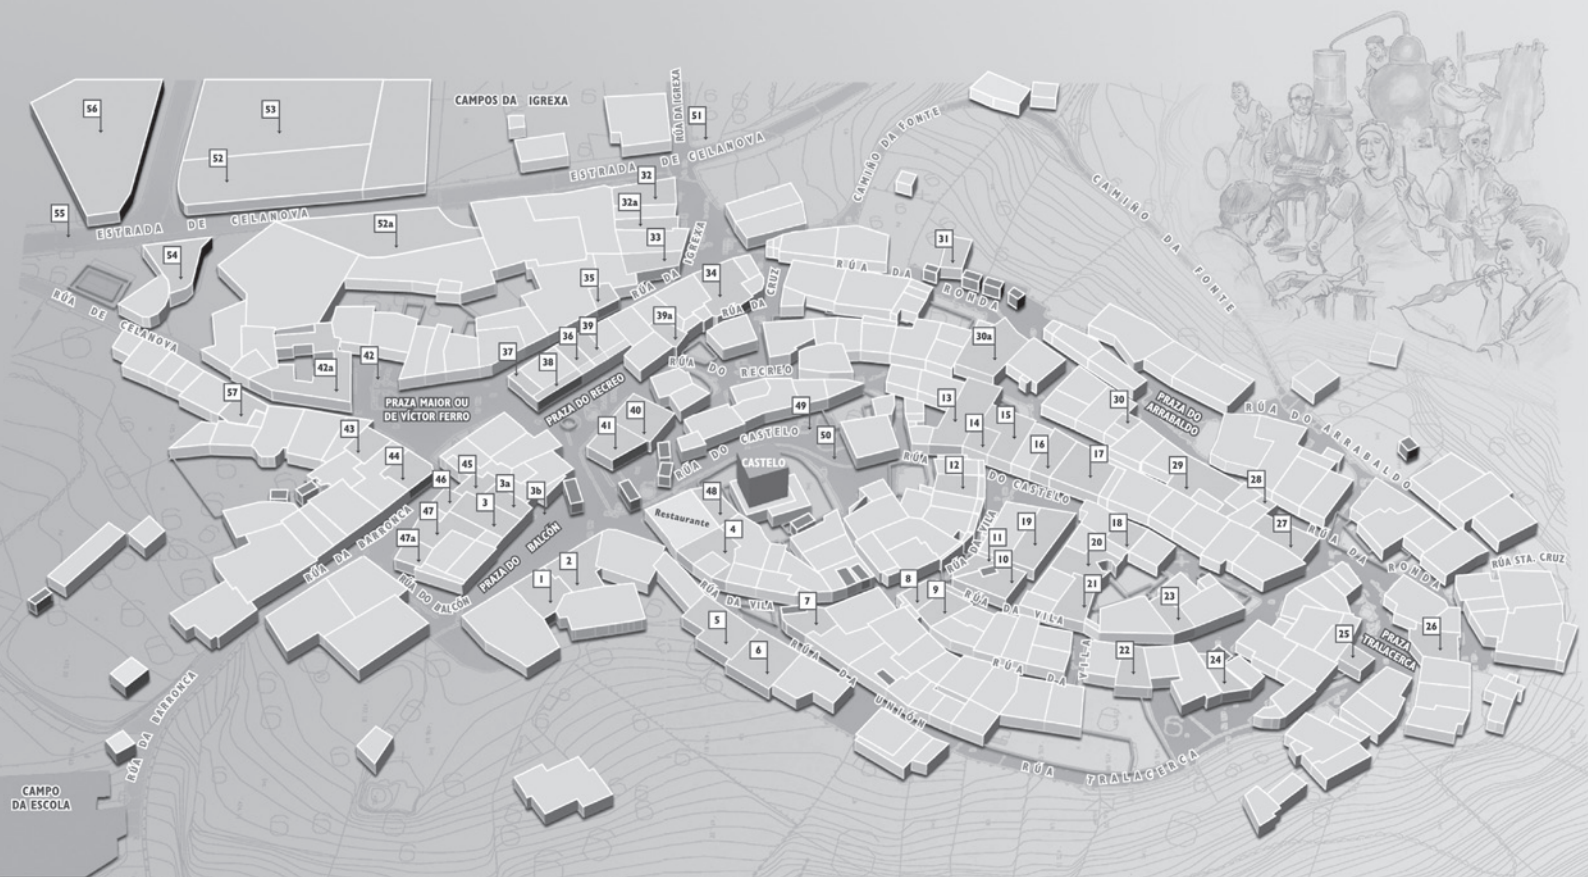 56
53
CAMPOS DA IGREXA
RÚA DA IGREXA
51
52
ESTRADA DE CELANOVA
CAMIÑO DA FONTE
32
32a
55
ESTRADA DE CELANOVA
52a
33
CAMIÑO DA FONTE
54
35
RÚA DA IGREXA
34
31
RÚA DA RONDA
RÚA DA CRUZ
RÚA DE CELANOVA
39
36
39a
30a
37
38
42
42a
RÚA DO RECREO
PRAZA DO RECREO
57
PRAZA MAIOR OU
DE VÍCTOR FERRO
41
40
49
13
15
30
PRAZA DO
ARRABALDO
RÚA DO ARRABALDO
43
50
14
16
17
RÚA DO CASTELO
CASTELO
44
45
46
3a
3
3b
12
RÚA DO CASTELO
29
28
48
Restaurante
4
47
47a
RÚA DA BARRONCA
RÚA DO BALCÓN
PRAZA DO BALCÓN
2
1
19
18
11
10
RÚA DA VILA
20
27
RÚA DA RONDA
RÚA STA. CRUZ
21
23
8
9
7
RÚA DA VILA
RÚA DA VILA
5
6
RÚA DA UNIÓN
RÚA DA VILA
22
24
25
PRAZA
TRALACERCA
26
RÚA DA BARRONCA
RÚA TRALACERCA
CAMPO
DA ESCOLA